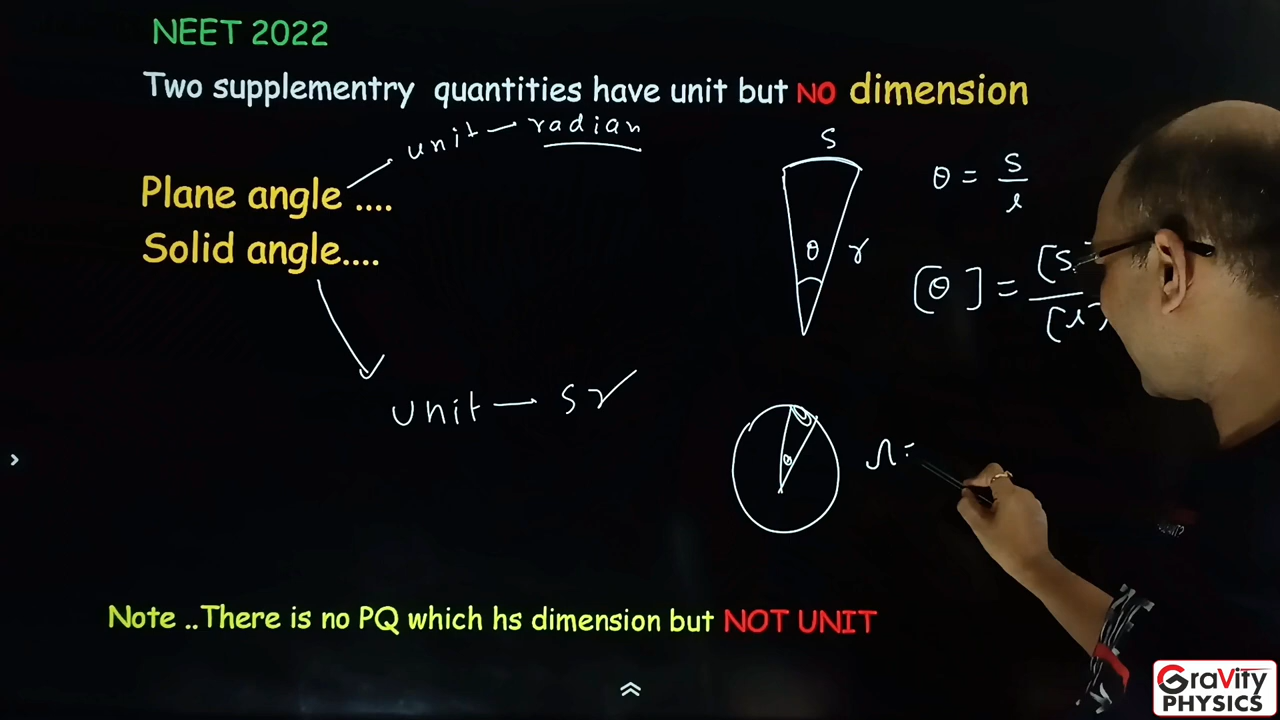 NEET 2022
Two supplementry quantities have unit but NO dimension
unit — radian
Plane angle ....
Solid angle....
unit — sr
S
θ
r
θ = S/r
[θ] = [S]/[r]
Ω =
Note ..There is no PQ which hs dimension but NOT UNIT
GraVity
PHYSICS